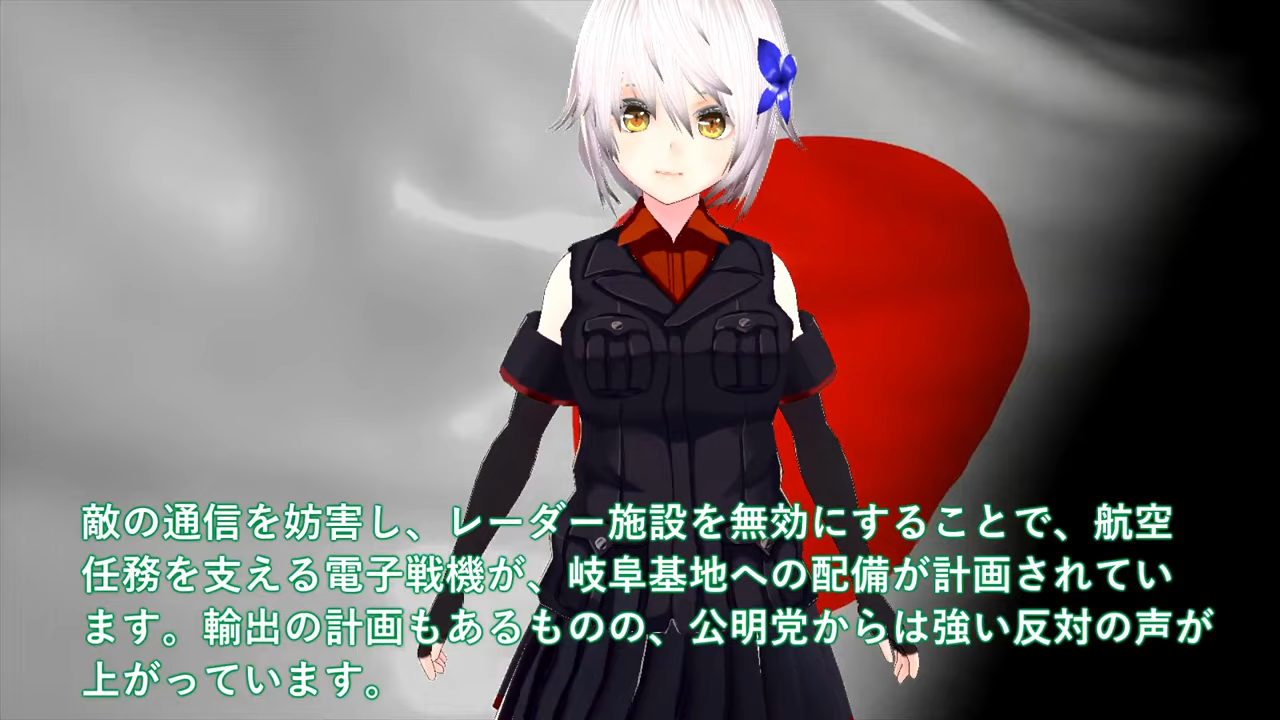 敵の通信を妨害し、レーダー施設を無効にすることで、航空
任務を支える電子戦機が、岐阜基地への配備が計画されてい
ます。輸出の計画もあるものの、公明党からは強い反対の声が
上がっています。